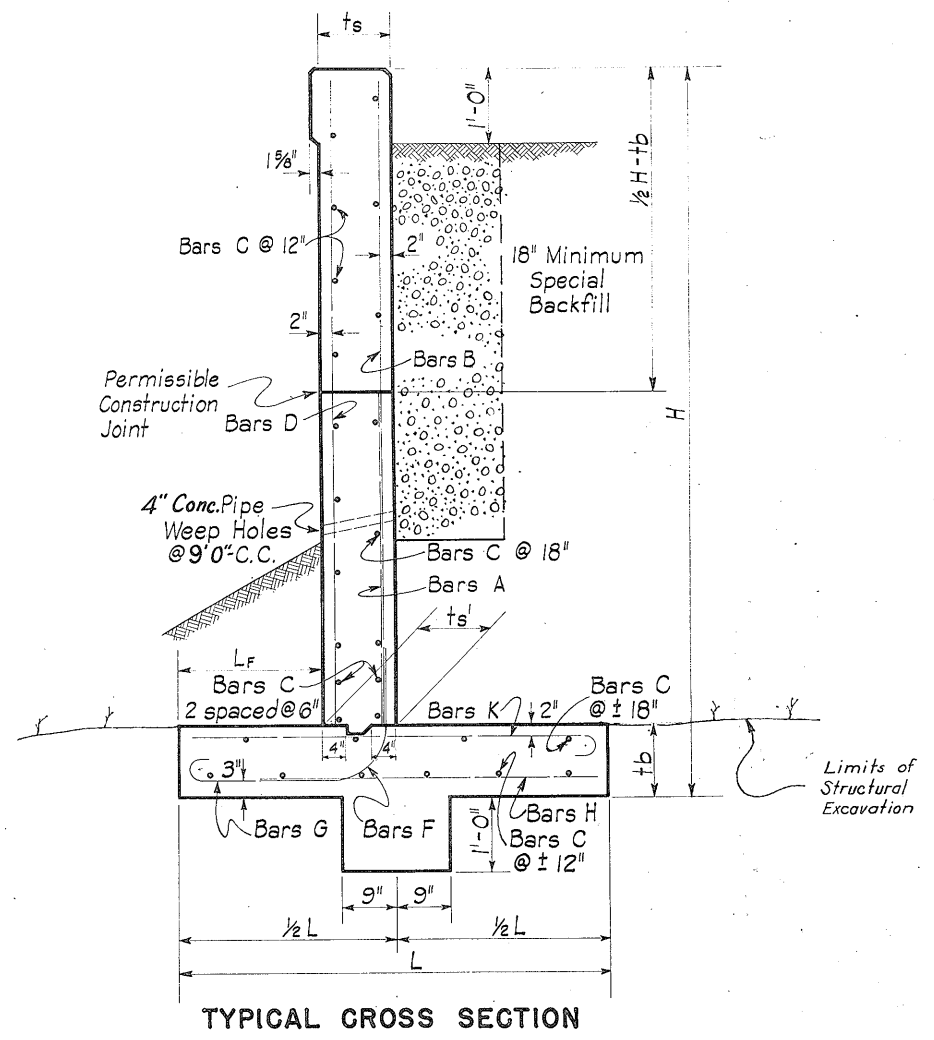 ts
1'-0"
½ H-tb
1 5/8"
Bars C @ 12"
2"
18" Minimum
Special
Backfill
2"
Bars B
H
Permissible
Construction
Joint
Bars D
4" Conc. Pipe
Weep Holes
@ 9'0"-C.C.
Bars C @ 18"
Bars A
ts'
LF
Bars C
2 spaced @ 6"
Bars K
2"
Bars C
@ ± 18"
4"
4"
tb
3"
Limits of
Structural
Excavation
Bars G
Bars F
1'-0"
Bars H
Bars C
@ ± 12"
9"
9"
½ L
½ L
L
TYPICAL CROSS SECTION